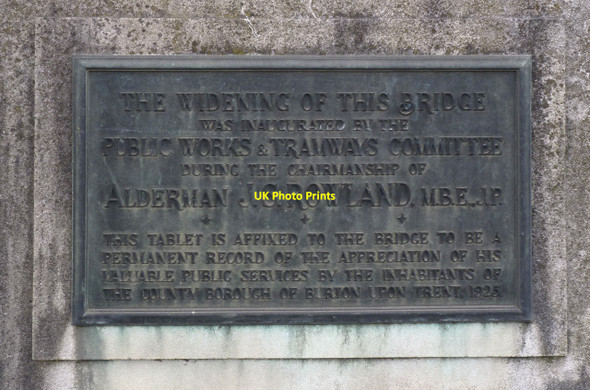 THE WIDENING OF THIS BRIDGE
WAS INAUGURATED BY THE
PUBLIC WORKS & TRAMWAYS COMMITTEE
DURING THE CHAIRMANSHIP OF
ALDERMAN J.G. ROWLAND, M.B.E., J.P.
UK Photo Prints
THIS TABLET IS AFFIXED TO THE BRIDGE TO BE A
PERMANENT RECORD OF THE APPRECIATION OF HIS
VALUABLE PUBLIC SERVICES BY THE INHABITANTS OF
THE COUNTY BOROUGH OF BURTON UPON TRENT, 1925